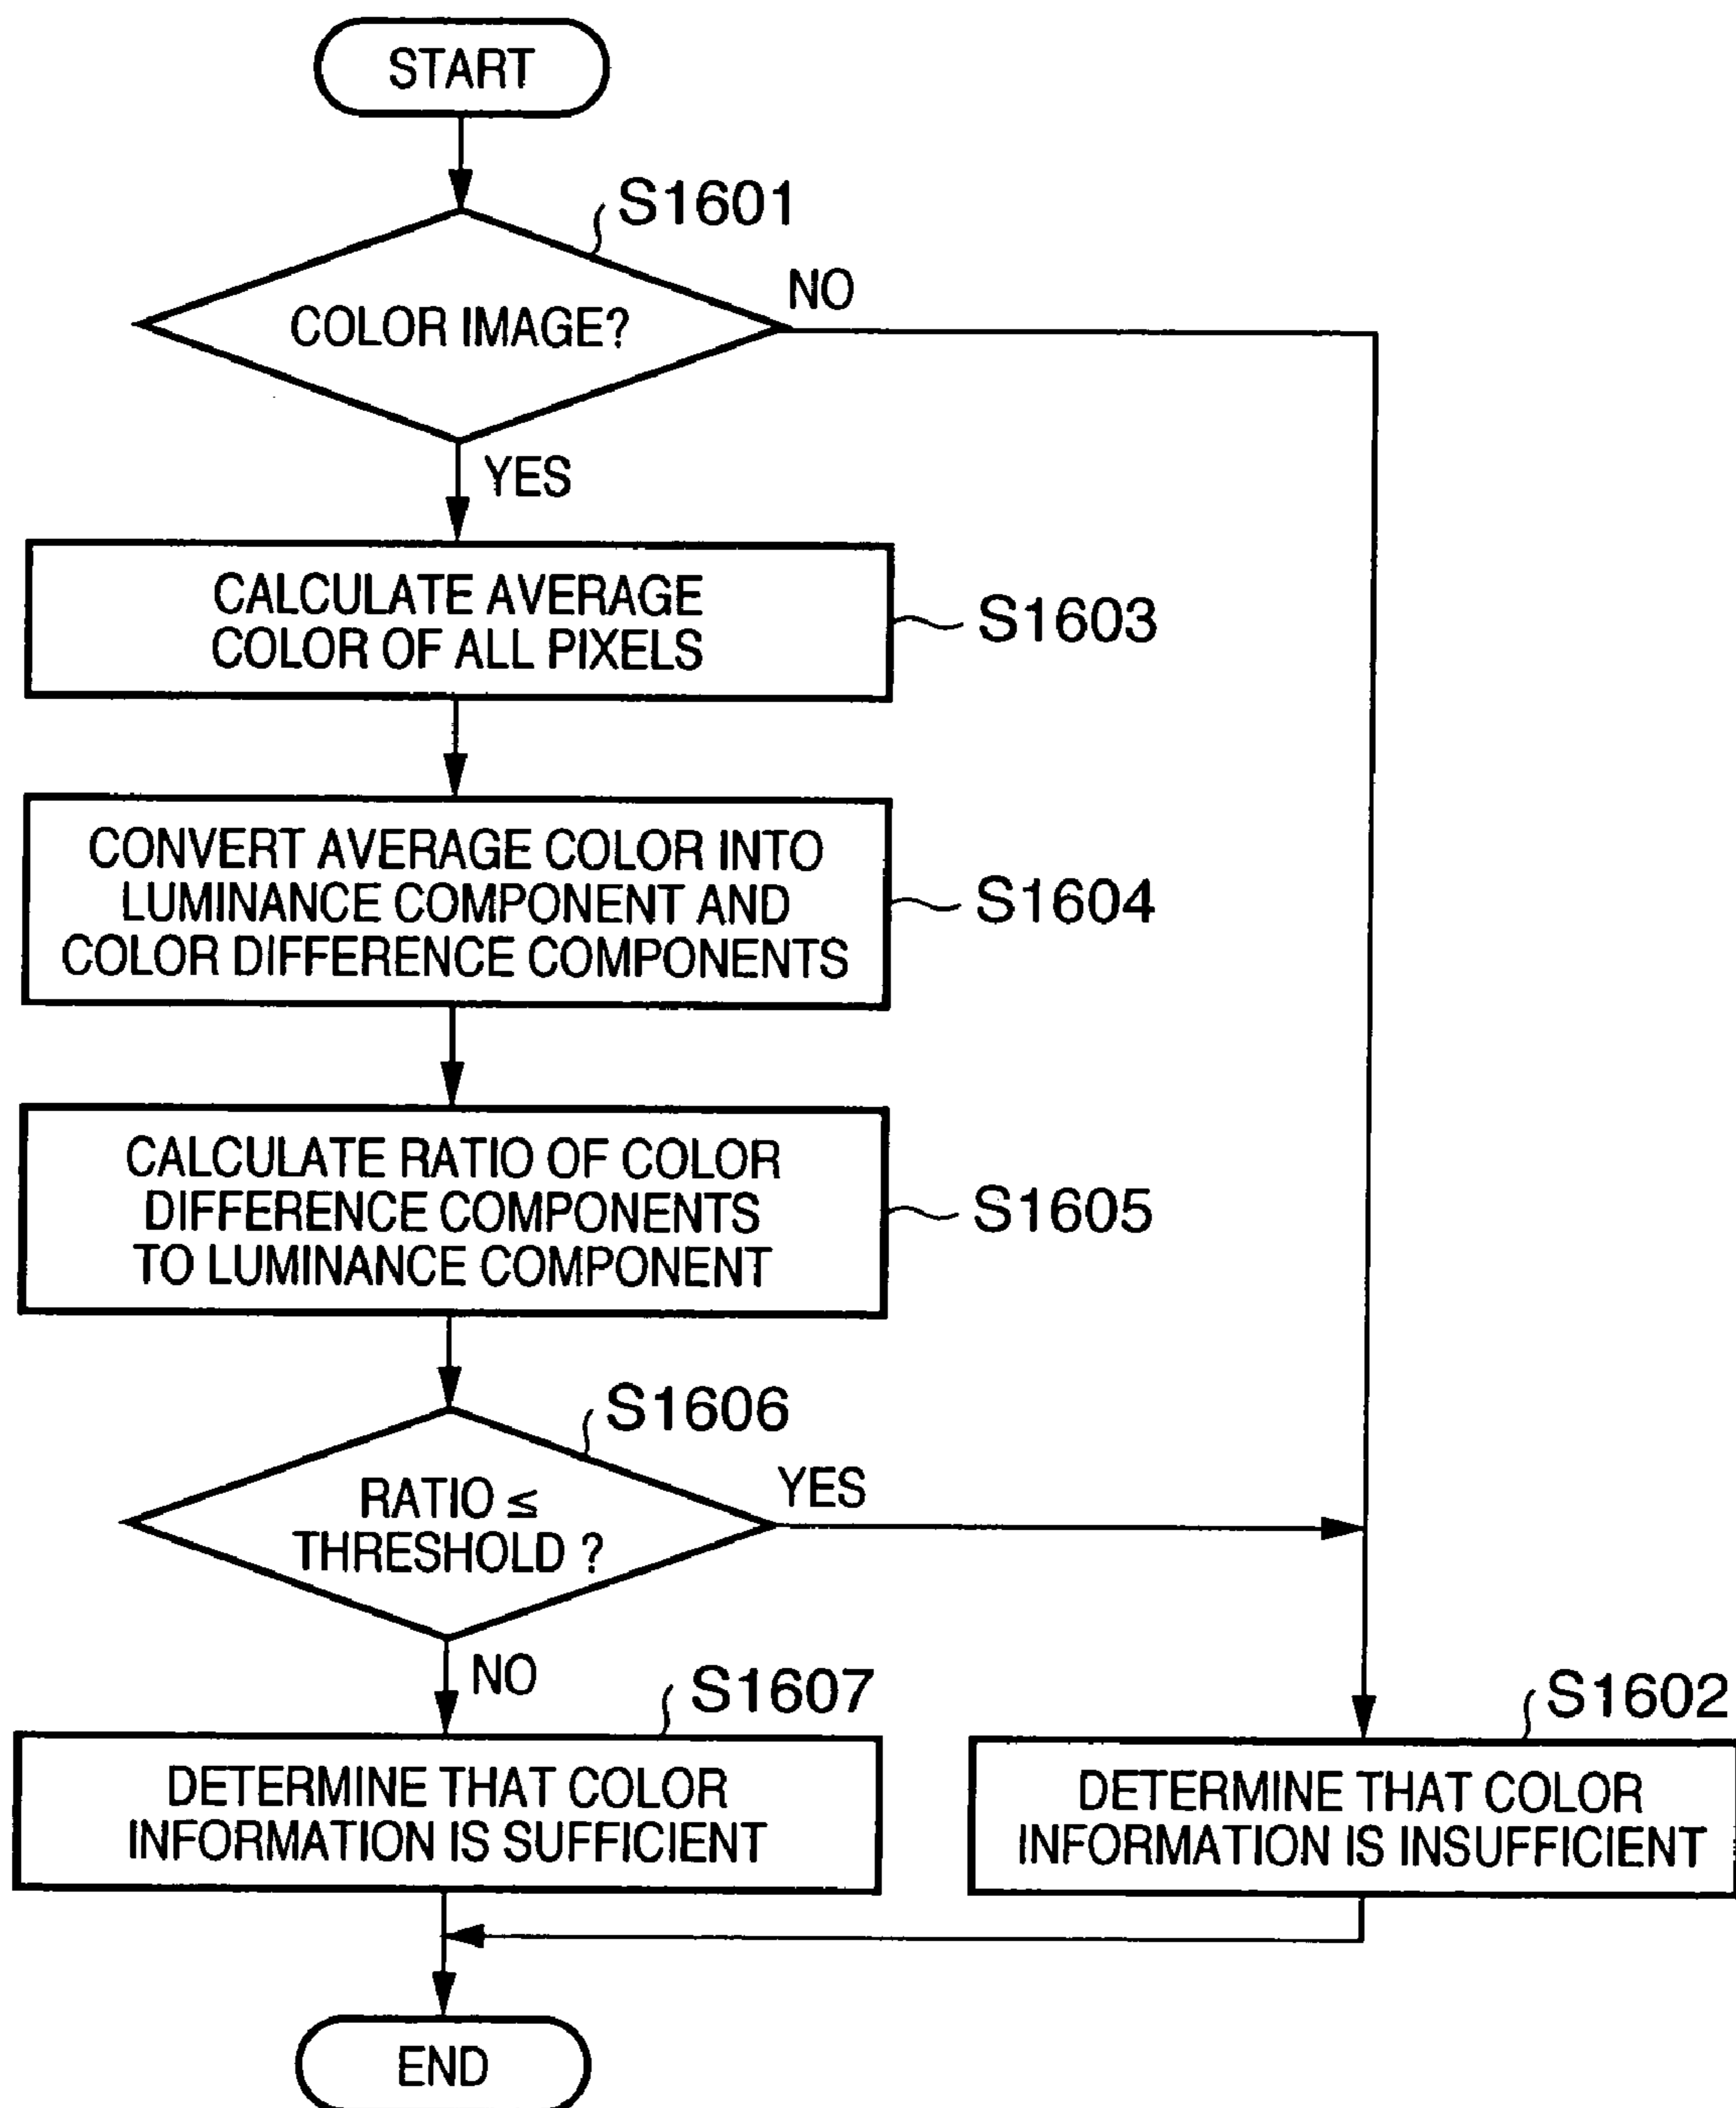 START
S1601
COLOR IMAGE?
NO
YES
CALCULATE AVERAGE
COLOR OF ALL PIXELS
S1603
CONVERT AVERAGE COLOR INTO
LUMINANCE COMPONENT AND
COLOR DIFFERENCE COMPONENTS
S1604
CALCULATE RATIO OF COLOR
DIFFERENCE COMPONENTS
TO LUMINANCE COMPONENT
S1605
S1606
RATIO ≤
THRESHOLD ?
YES
NO
S1607
DETERMINE THAT COLOR
INFORMATION IS SUFFICIENT
S1602
DETERMINE THAT COLOR
INFORMATION IS INSUFFICIENT
END